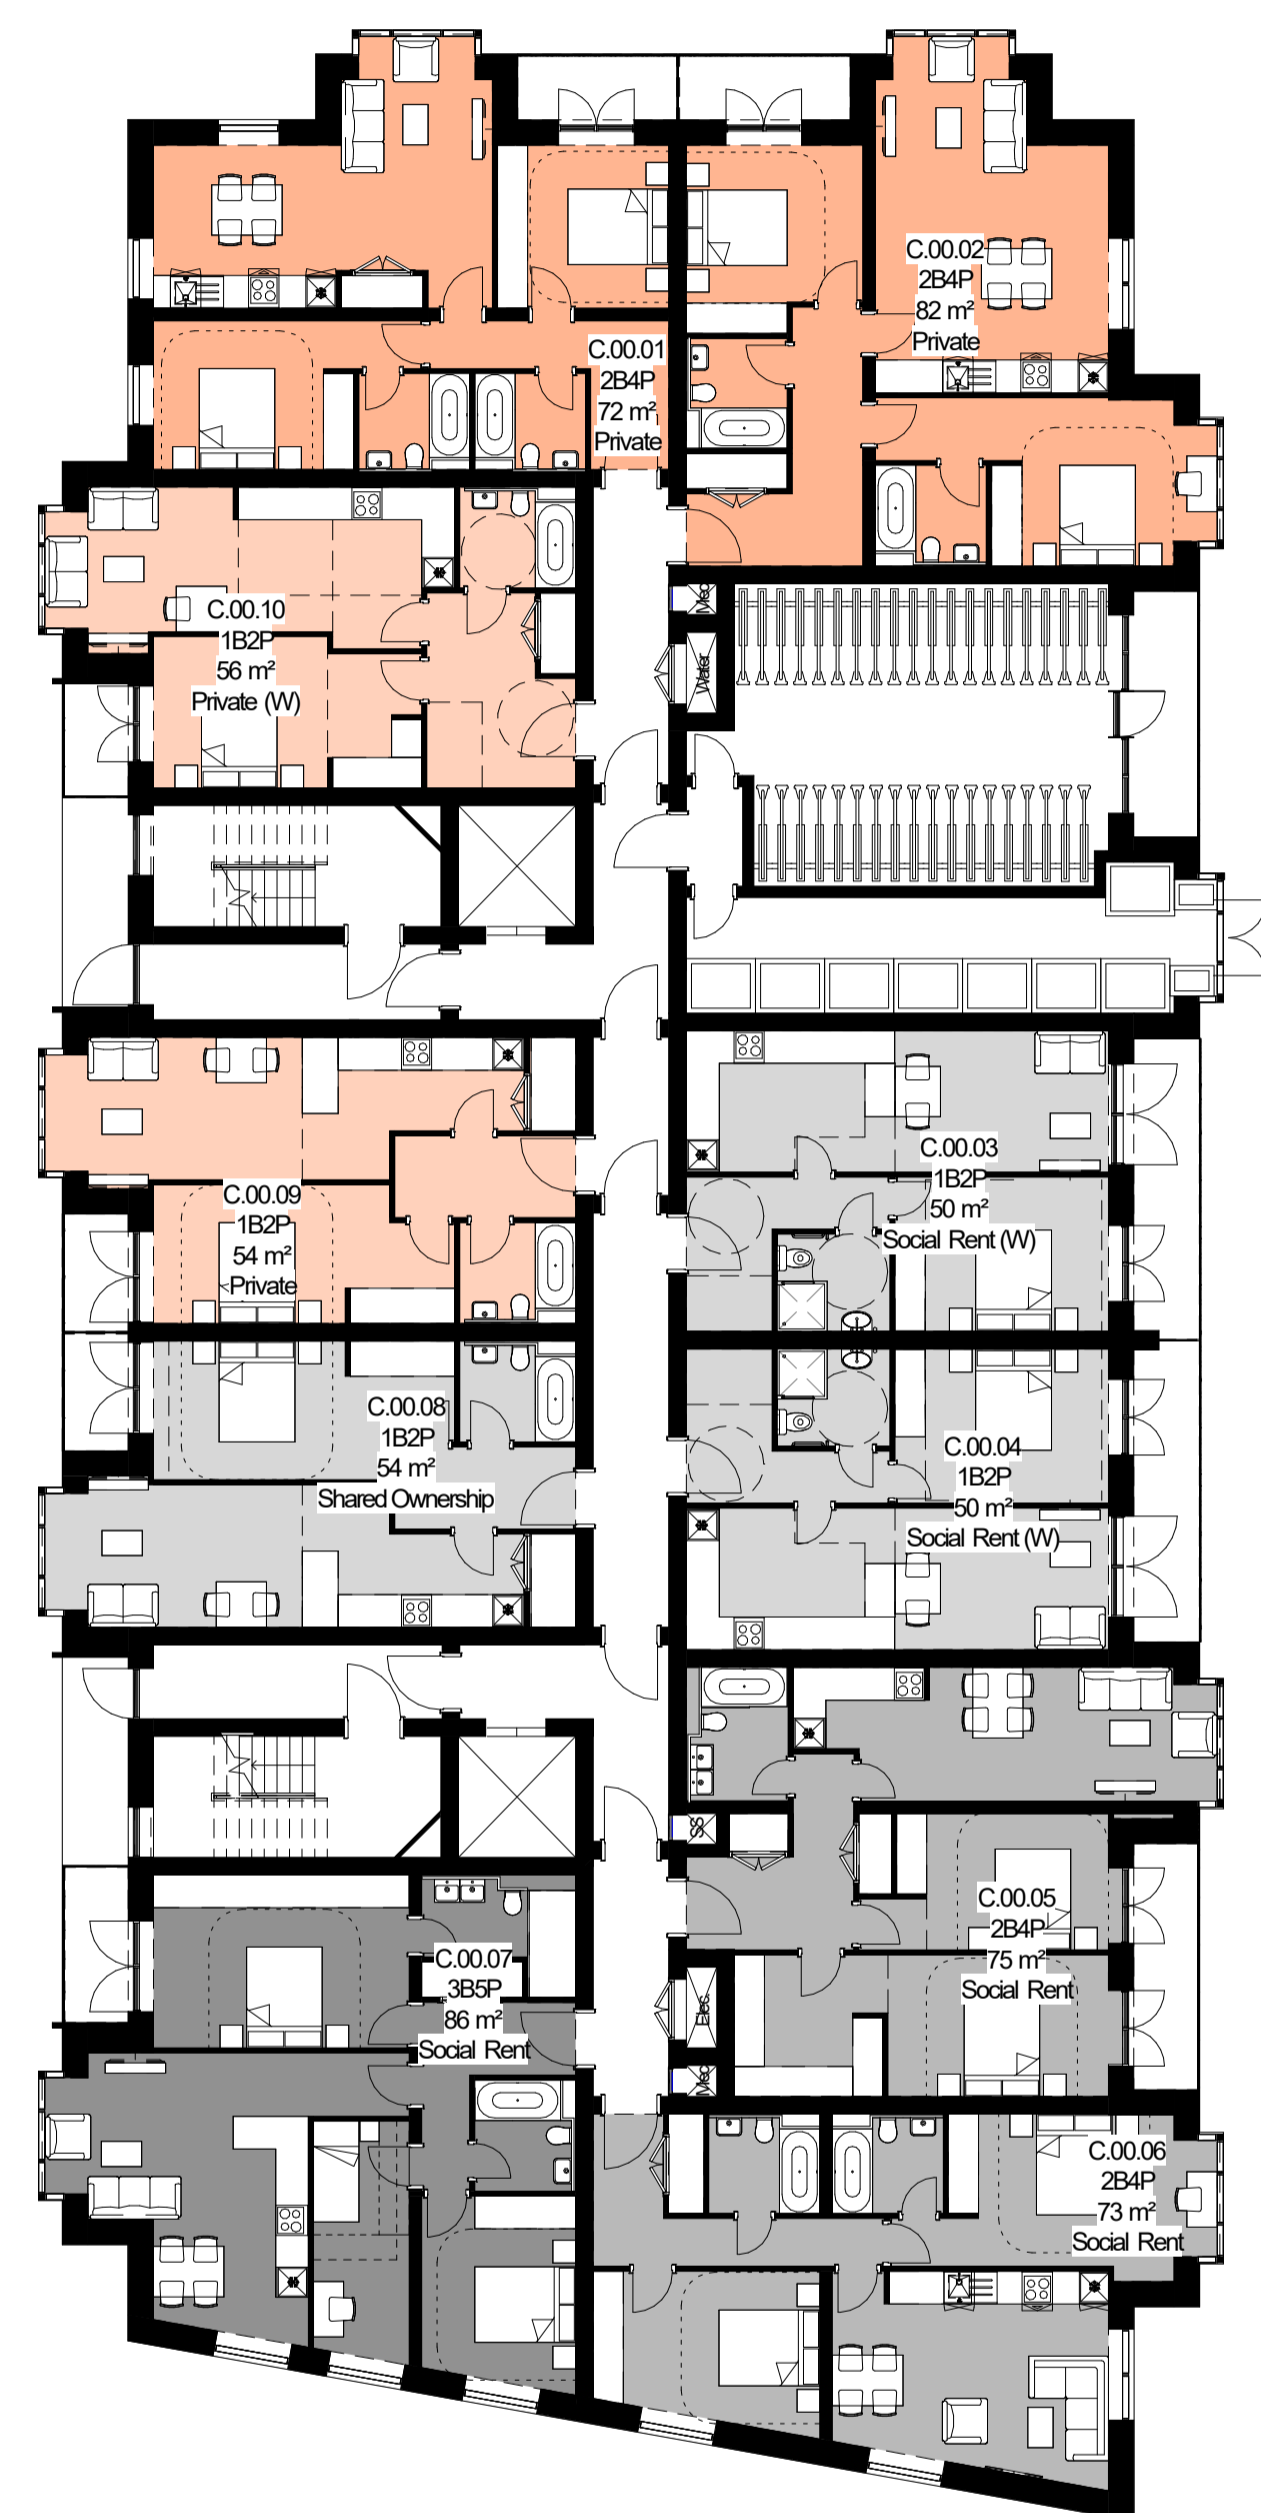 C.00.02
2B4P
82 m²
Private
C.00.01
2B4P
72 m²
Private
Mec
Water
C.00.10
1B2P
56 m²
Private (W)
C.00.03
1B2P
50 m²
Social Rent (W)
C.00.09
1B2P
54 m²
Private
C.00.08
1B2P
54 m²
Shared Ownership
C.00.04
1B2P
50 m²
Social Rent (W)
SS
C.00.05
2B4P
75 m²
Social Rent
C.00.07
3B5P
86 m²
Social Rent
Elec.
Mec
C.00.06
2B4P
73 m²
Social Rent